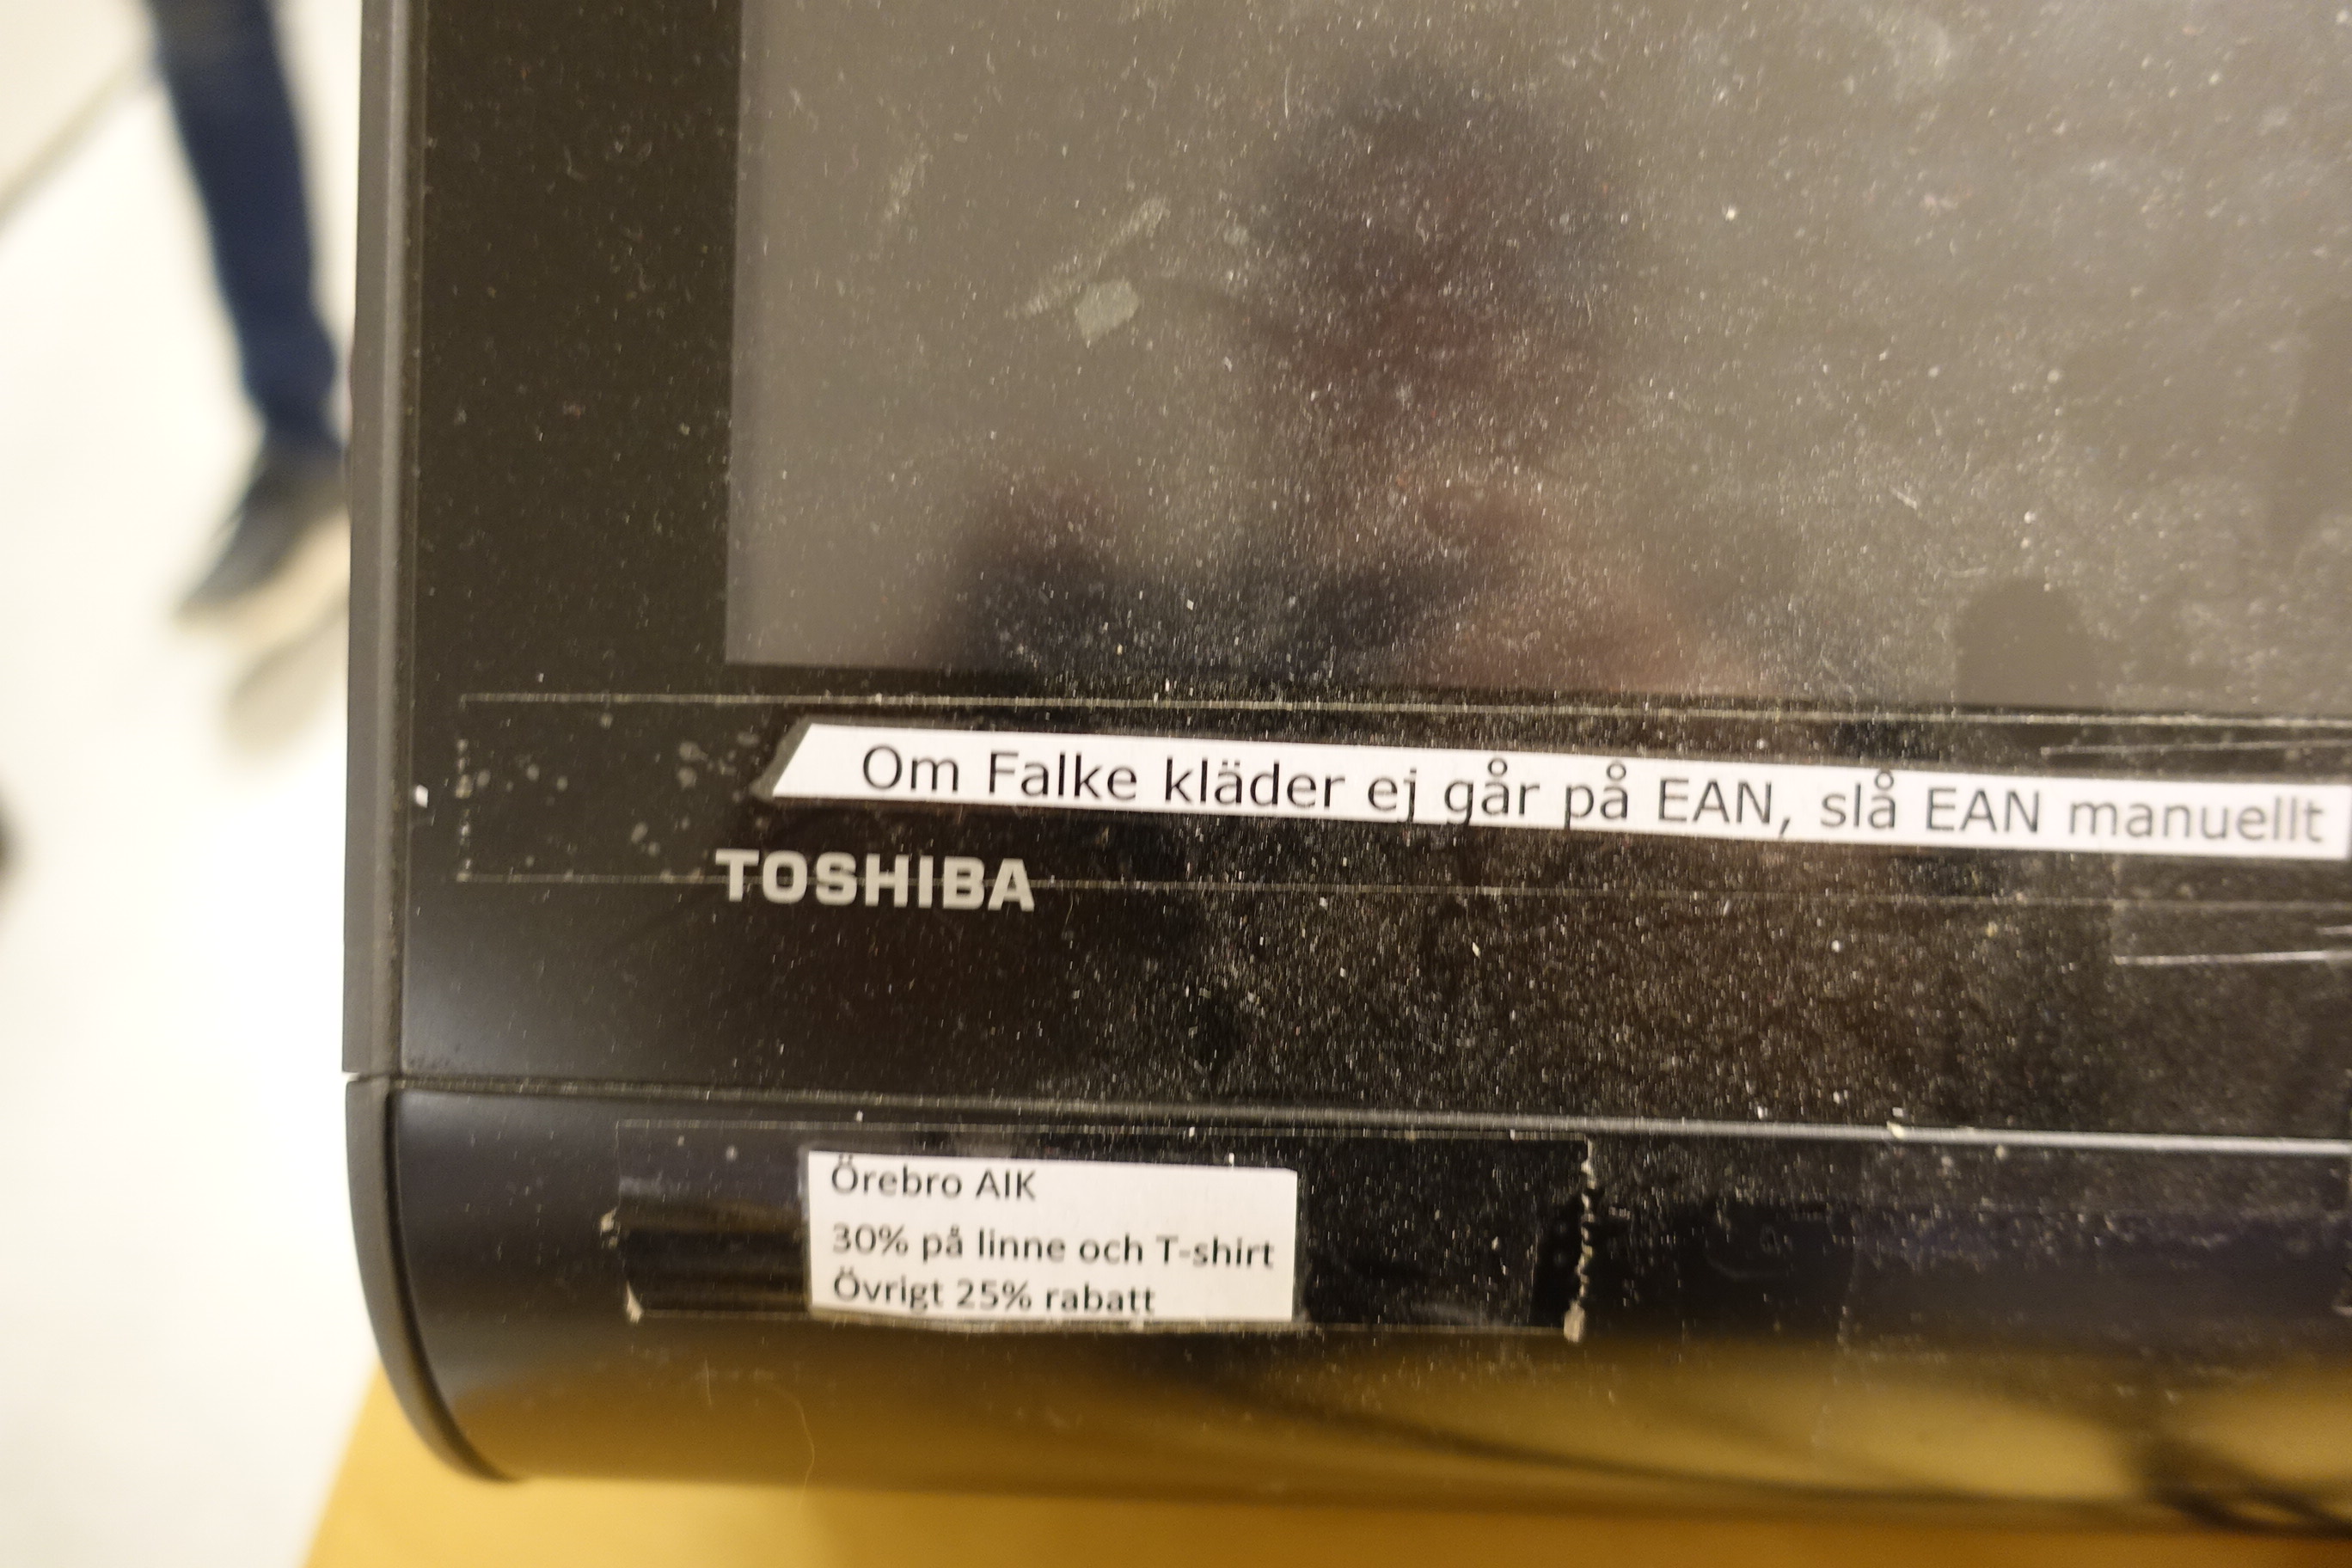 Om Falke kläder ej går på EAN, slå EAN manuellt
TOSHIBA
Örebro AIK
30% på linne och T-shirt
Övrigt 25% rabatt